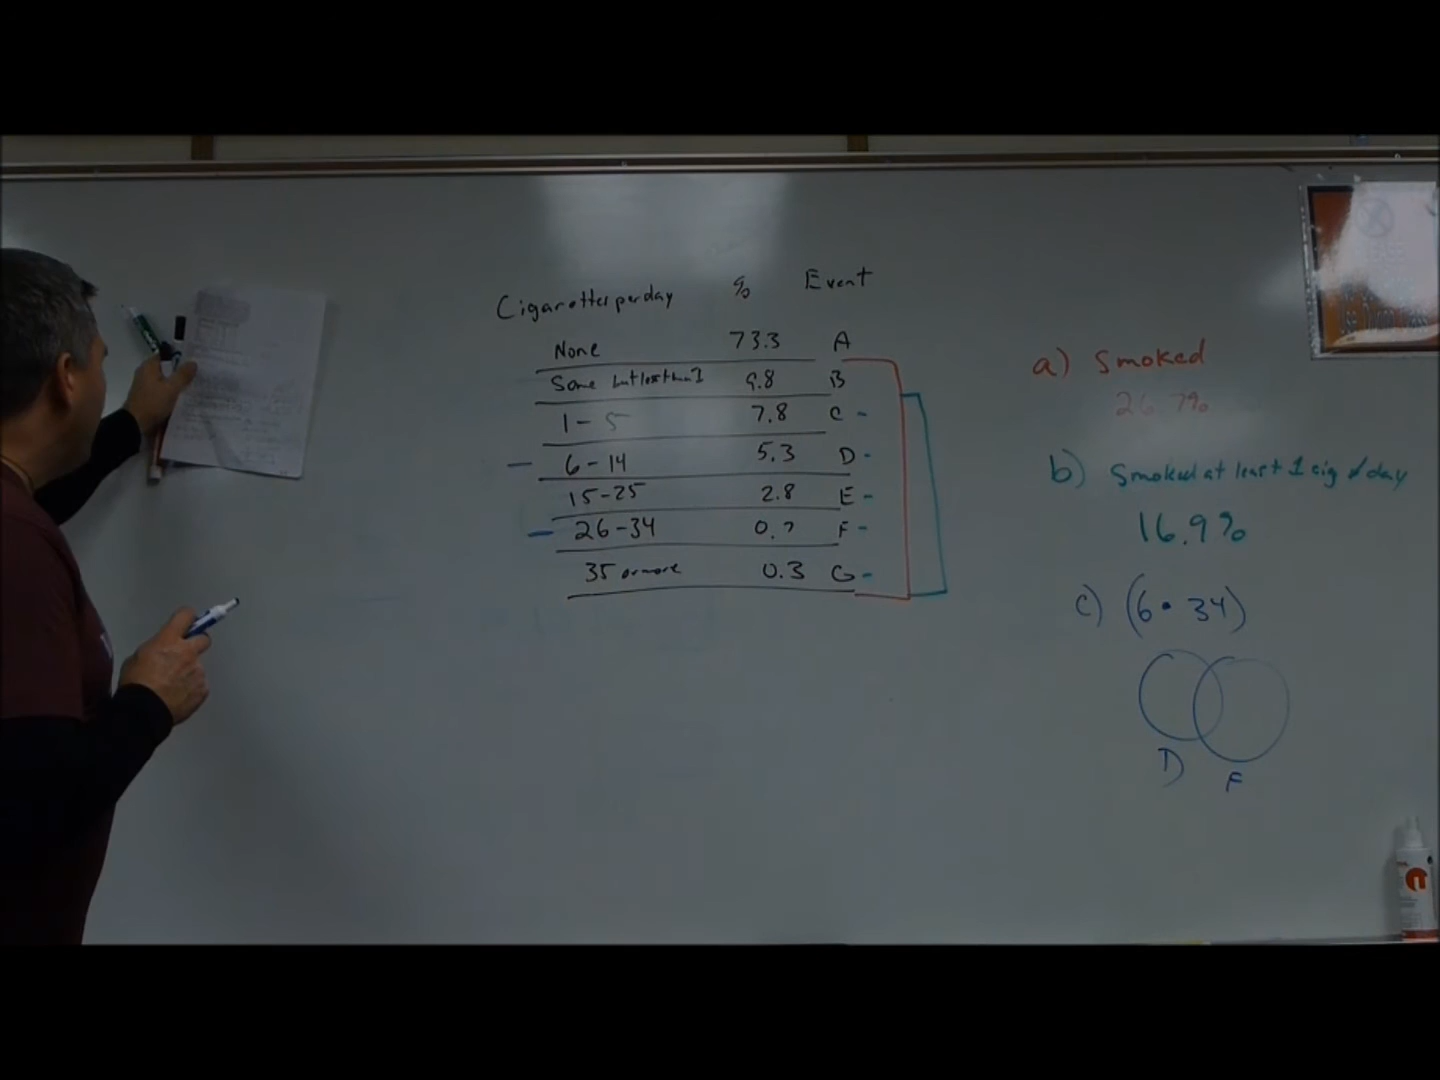 Cigarettes per day % Event
None 73.3 A
Some but less than 1 9.8 B
1 - 5 7.8 C -
- 6 - 14 5.3 D -
15 - 25 2.8 E -
- 26 - 34 0.7 F -
35 or more 0.3 G -
a) Smoked
26.7%
b) Smoked at least 1 cig / day
16.9%
c) (6 • 34)
D F